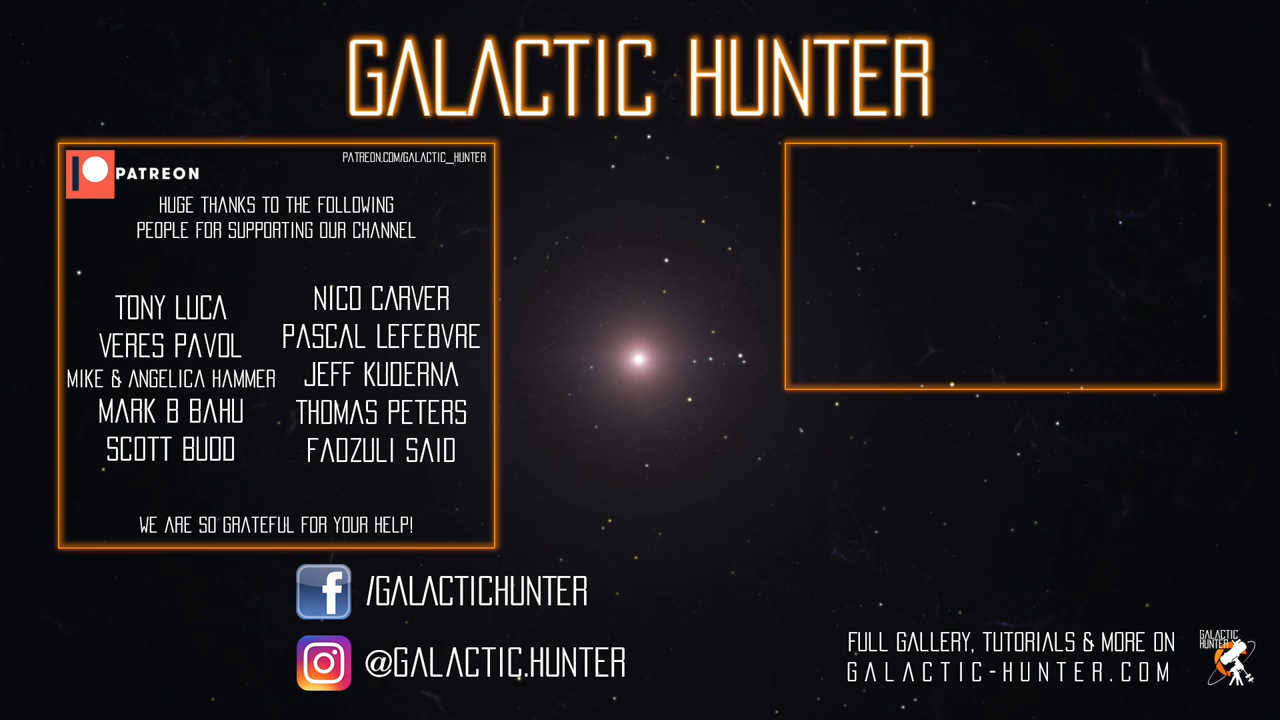 GALACTIC HUNTER
PATREON
PATREON.COM/GALACTIC_HUNTER
HUGE THANKS TO THE FOLLOWING
PEOPLE FOR SUPPORTING OUR CHANNEL
TONY LUCA
VERES PAVOL
MIKE & ANGELICA HAMMER
MARK B BAHU
SCOTT BUDD
NICO CARVER
PASCAL LEFEBVRE
JEFF KUDERNA
THOMAS PETERS
FADZULI SAID
WE ARE SO GRATEFUL FOR YOUR HELP!
/GALACTICHUNTER
@GALACTIC.HUNTER
FULL GALLERY, TUTORIALS & MORE ON
GALACTIC-HUNTER.COM
GALACTIC
HUNTER